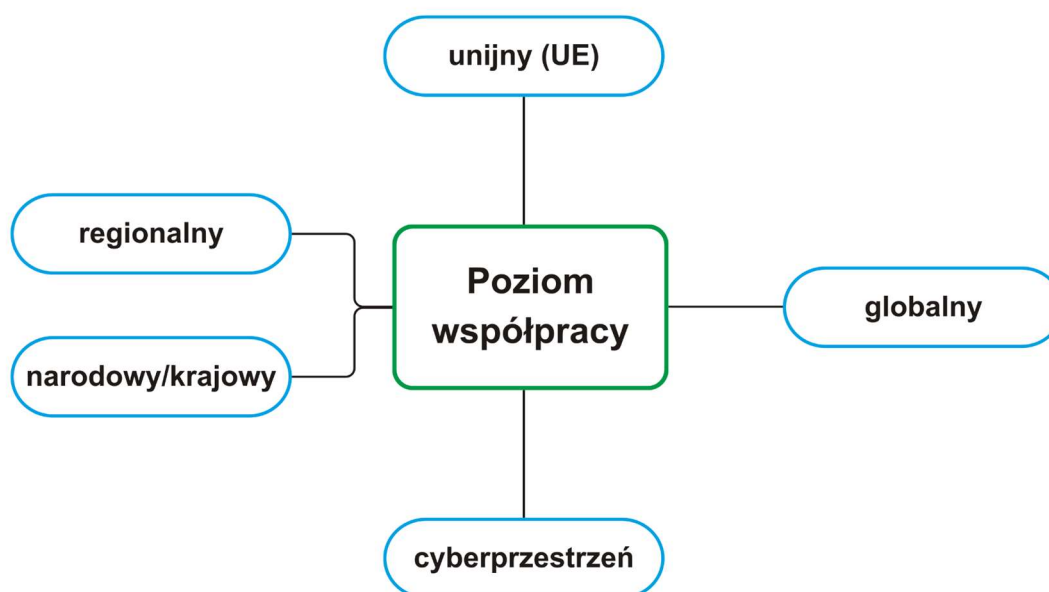 unijny (UE)
regionalny
Poziom
współpracy
globalny
narodowy/krajowy
cyberprzestrzeń